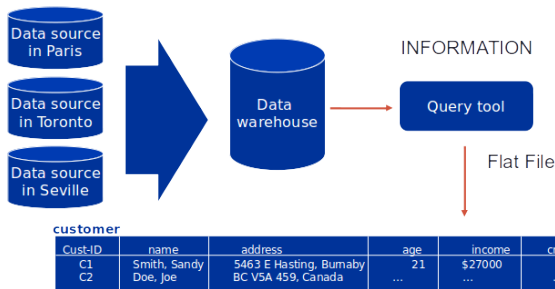 Data source
in Paris
Data source
in Toronto
Data source
in Seville
Data
warehouse
INFORMATION
Query tool
Flat File
customer
Cust-ID name address age income
C1 Smith, Sandy 5463 E Hasting, Burnaby 21 $27000
C2 Doe, Joe BC V5A 459, Canada ... ...